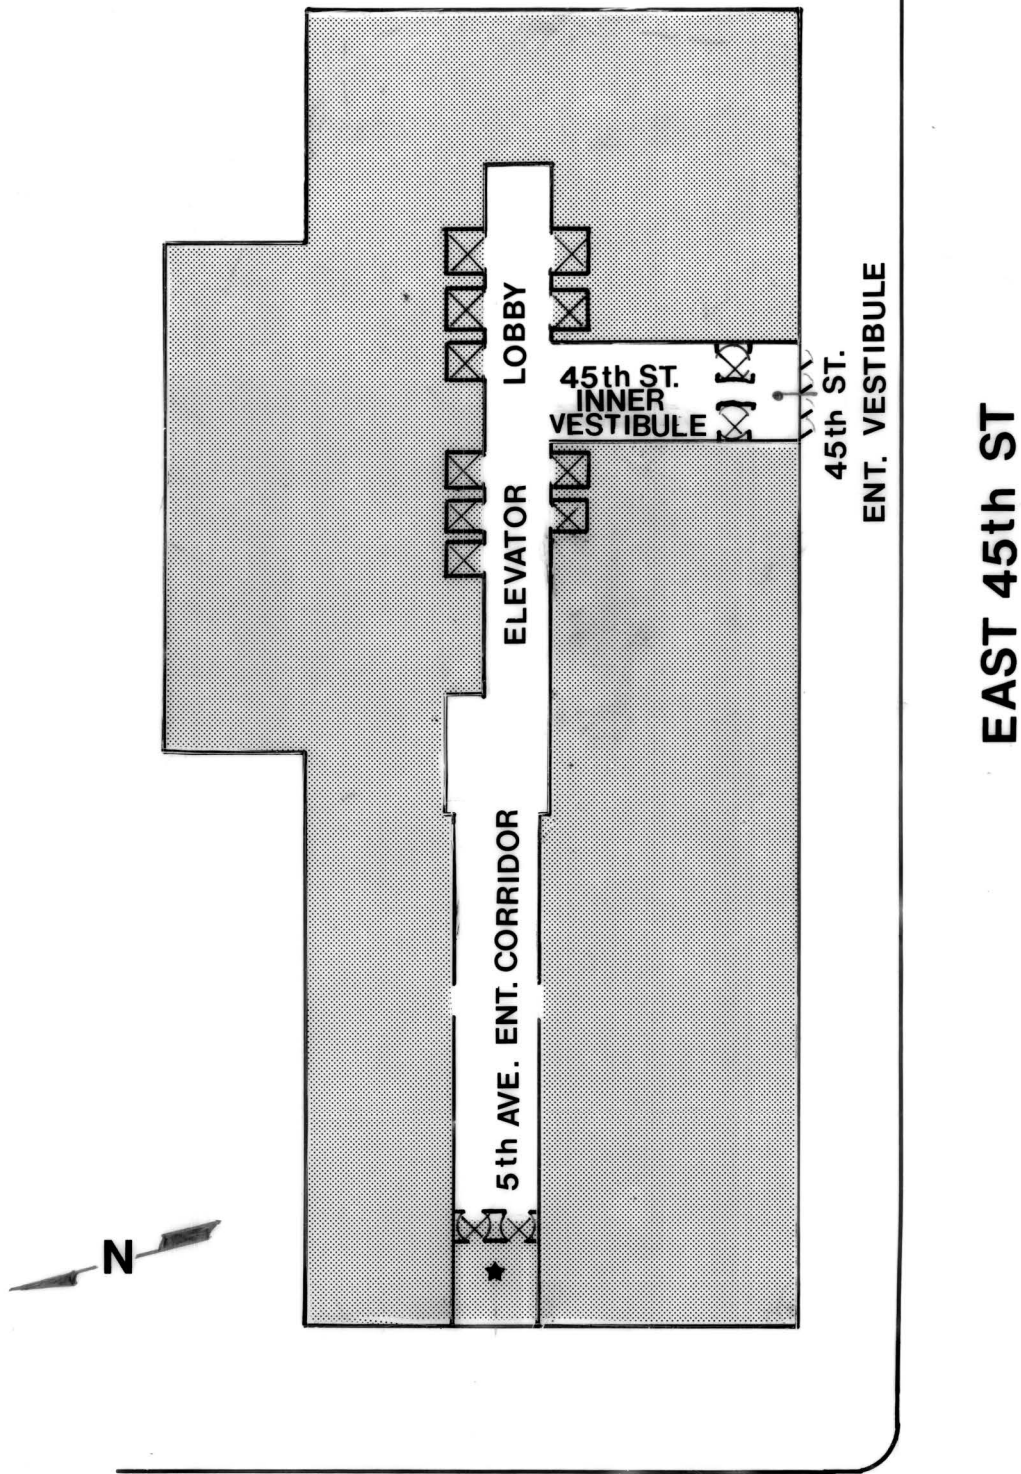 LOBBY
45th ST.
INNER
VESTIBULE
45th ST.
ENT. VESTIBULE
ELEVATOR
EAST 45th ST
5th AVE. ENT. CORRIDOR
N